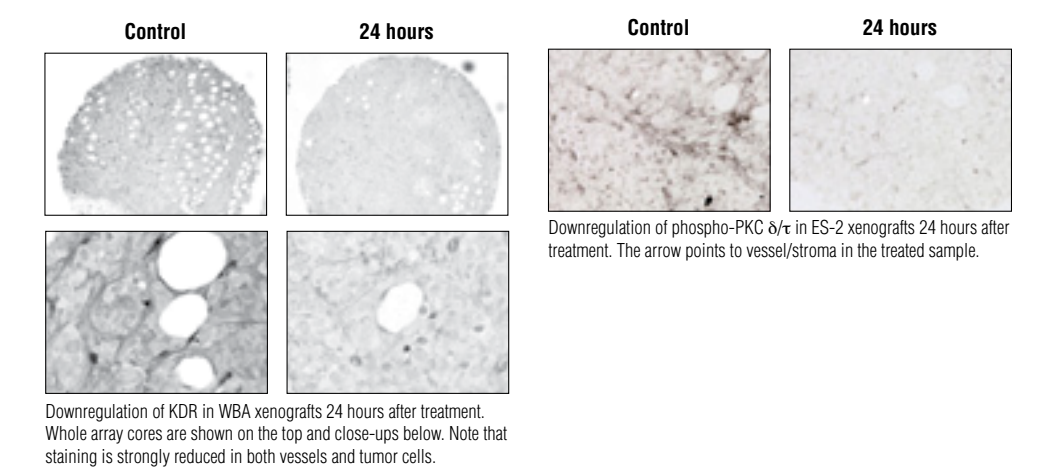 Control
24 hours
Downregulation of KDR in WBA xenografts 24 hours after treatment.
Whole array cores are shown on the top and close-ups below. Note that
staining is strongly reduced in both vessels and tumor cells.
Control
24 hours
Downregulation of phospho-PKC δ/τ in ES-2 xenografts 24 hours after
treatment. The arrow points to vessel/stroma in the treated sample.